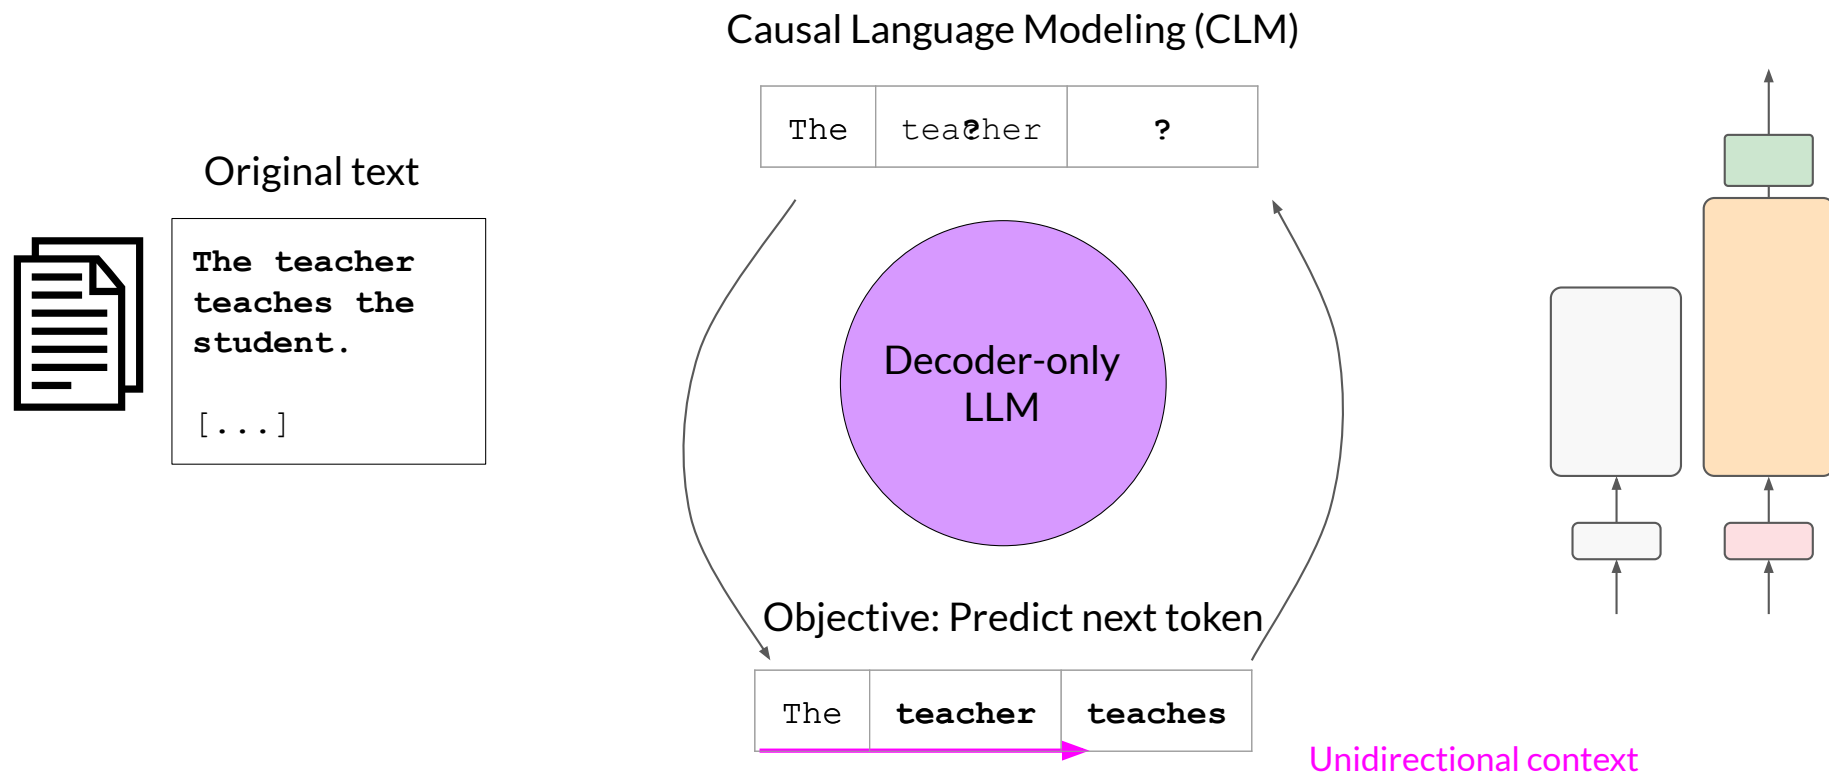 Causal Language Modeling (CLM)
The teacher ? ?
Original text
The teacher
teaches the
student.
[...]
Decoder-only
LLM
Objective: Predict next token
The teacher teaches
Unidirectional context